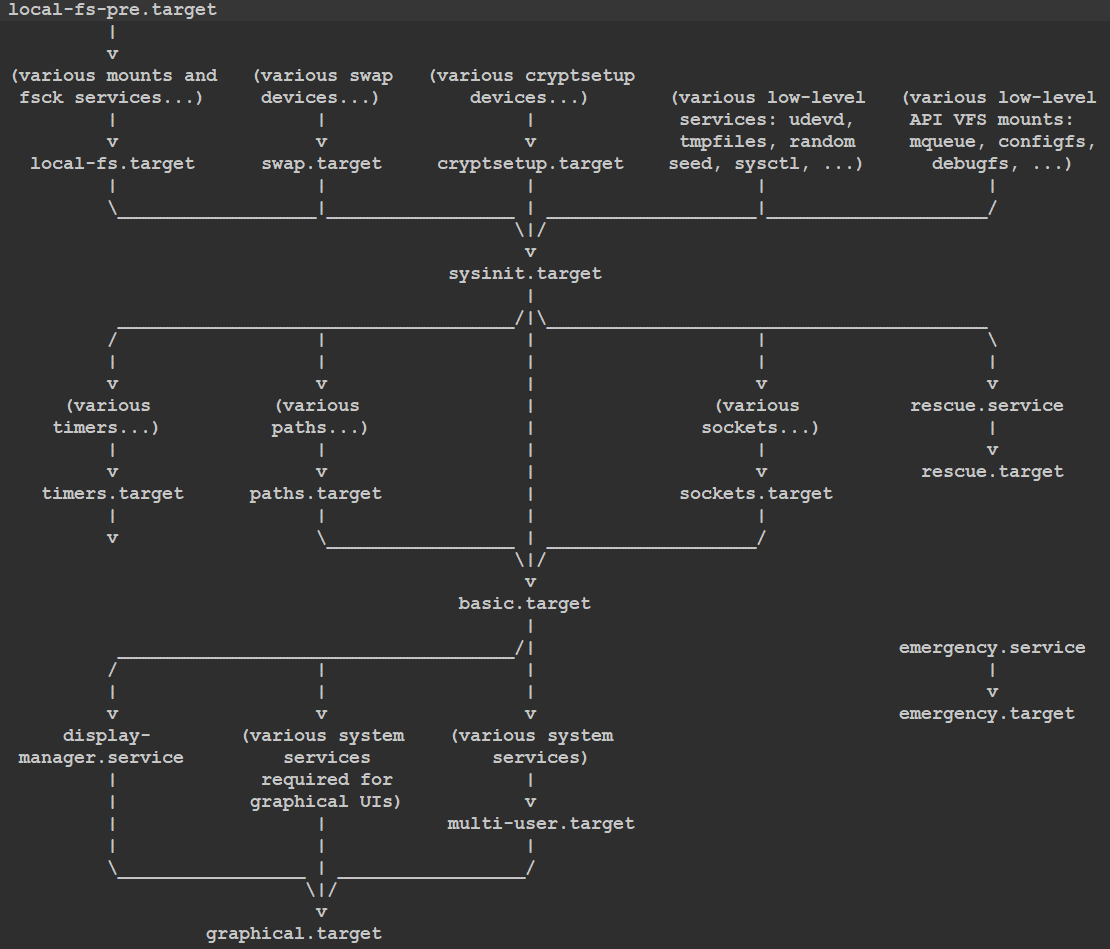 local-fs-pre.target
         |
         v
(various mounts and   (various swap   (various cryptsetup
 fsck services...)     devices...)        devices...)       (various low-level   (various low-level
         |                  |                  |             services: udevd,     API VFS mounts:
         v                  v                  v             tmpfiles, random     mqueue, configfs,
  local-fs.target      swap.target     cryptsetup.target    seed, sysctl, ...)      debugfs, ...)
         |                  |                  |                    |                    |
         \__________________|_________________ | ___________________|____________________/
                                              \|/
                                               v
                                        sysinit.target
                                               |
          ____________________________________/|\________________________________________
         /                  |                  |                    |                    \
         |                  |                  |                    |                    |
         v                  v                  |                    v                    v
     (various           (various               |                (various          rescue.service
    timers...)          paths...)              |               sockets...)               |
         |                  |                  |                    |                    v
         v                  v                  |                    v              rescue.target
   timers.target      paths.target             |             sockets.target
         |                  |                  |                    |
         v                  \_________________ | ___________________/
                                              \|/
                                               v
                                         basic.target
                                               |
          ____________________________________/|                                 emergency.service
         /                  |                  |                                         |
         |                  |                  |                                         v
         v                  v                  v                                 emergency.target
     display-        (various system    (various system
 manager.service         services           services)
         |             required for            |
         |            graphical UIs)           v
         |                  |           multi-user.target
         |                  |                  |
         \_________________ | _________________/
                           \|/
                            v
                  graphical.target